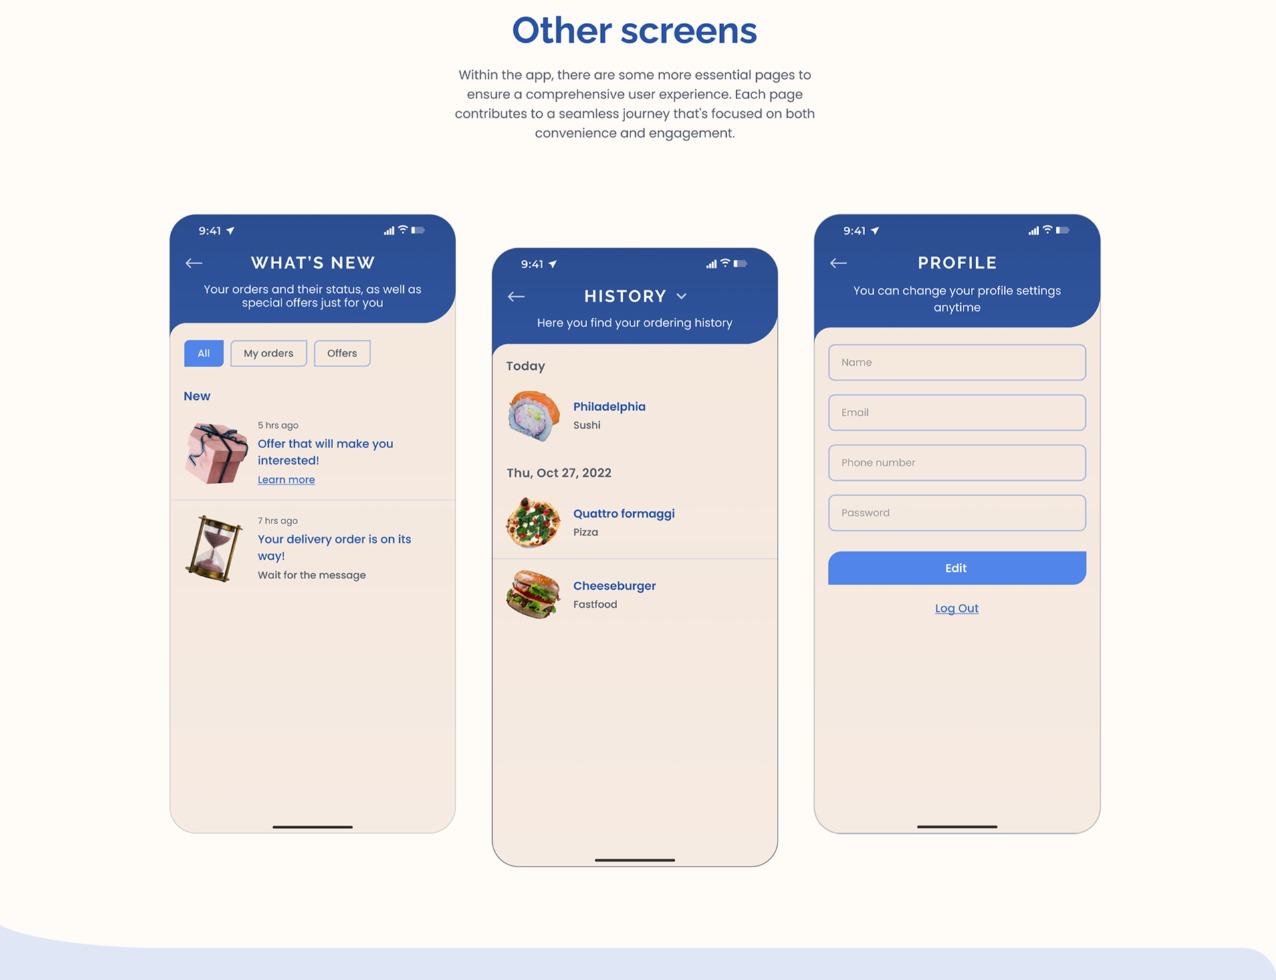 Other screens
Within the app, there are some more essential pages to
ensure a comprehensive user experience. Each page
contributes to a seamless journey that's focused on both
convenience and engagement.
9:41
WHAT'S NEW
Your orders and their status, as well as
special offers just for you
All
My orders
Offers
New
5 hrs ago
Offer that will make you
interested!
Learn more
7 hrs ago
Your delivery order is on its
way!
Wait for the message
9:41
HISTORY
Here you find your ordering history
Today
Philadelphia
Sushi
Thu, Oct 27, 2022
Quattro formaggi
Pizza
Cheeseburger
Fastfood
9:41
PROFILE
You can change your profile settings
anytime
Name
Email
Phone number
Password
Edit
Log Out